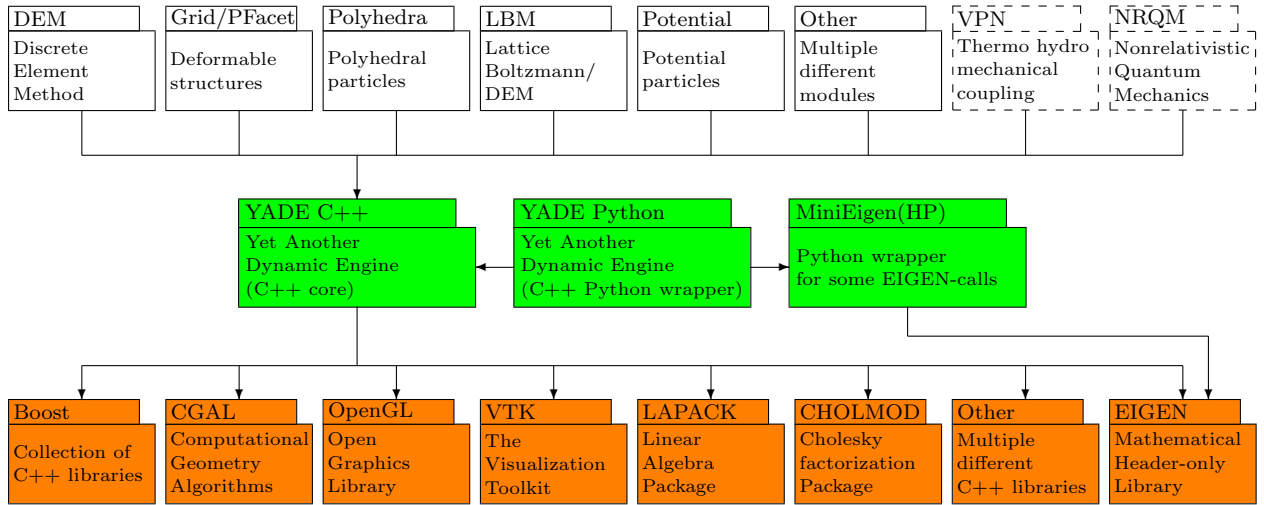 DEM
Discrete
Element
Method
Grid/PFacet
Deformable
structures
Polyhedra
Polyhedral
particles
LBM
Lattice
Boltzmann/
DEM
Potential
Potential
particles
Other
Multiple
different
modules
VPN
Thermo hydro
mechanical
coupling
NRQM
Nonrelativistic
Quantum
Mechanics
YADE C++
Yet Another
Dynamic Engine
(C++ core)
YADE Python
Yet Another
Dynamic Engine
(C++ Python wrapper)
MiniEigen(HP)
Python wrapper
for some EIGEN-calls
Boost
Collection of
C++ libraries
CGAL
Computational
Geometry
Algorithms
OpenGL
Open
Graphics
Library
VTK
The
Visualization
Toolkit
LAPACK
Linear
Algebra
Package
CHOLMOD
Cholesky
factorization
Package
Other
Multiple
different
C++ libraries
EIGEN
Mathematical
Header-only
Library